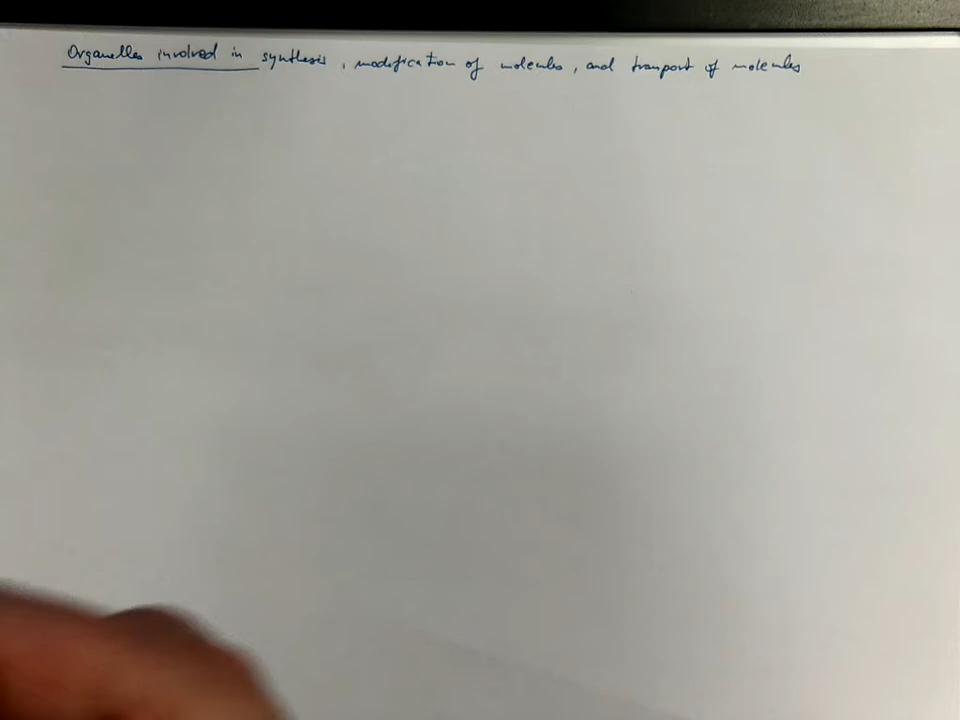 Organelles involved in synthesis, modification of molecules, and transport of molecules